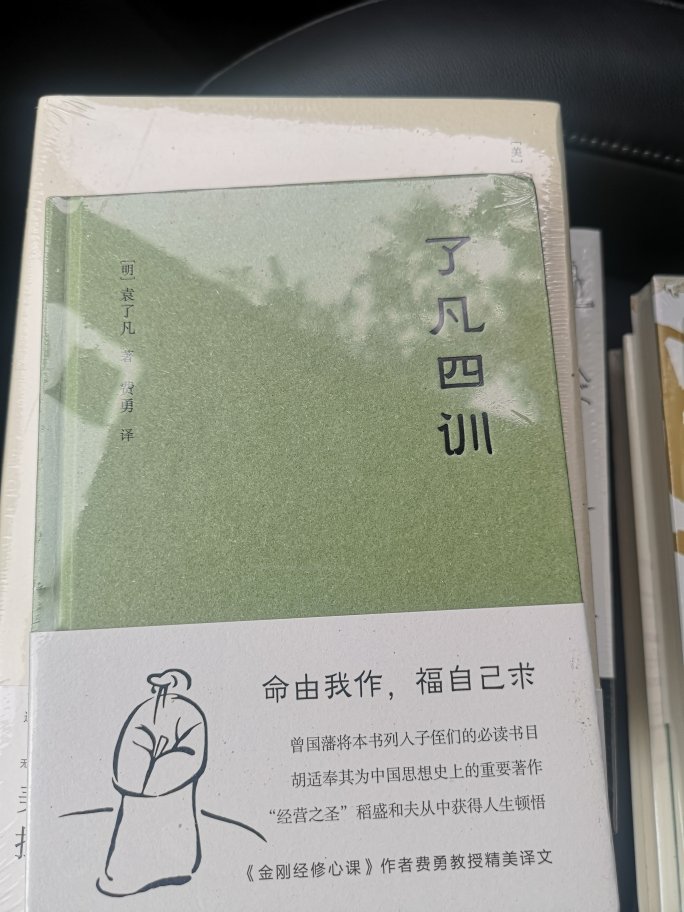 了凡四训
[明] 袁了凡 著 费勇 译
命由我作，福自己求
曾国藩将本书列入子侄们的必读书目
胡适奉其为中国思想史上的重要著作
“经营之圣”稻盛和夫从中获得人生顿悟
《金刚经修心课》作者费勇教授精美译文
[美]